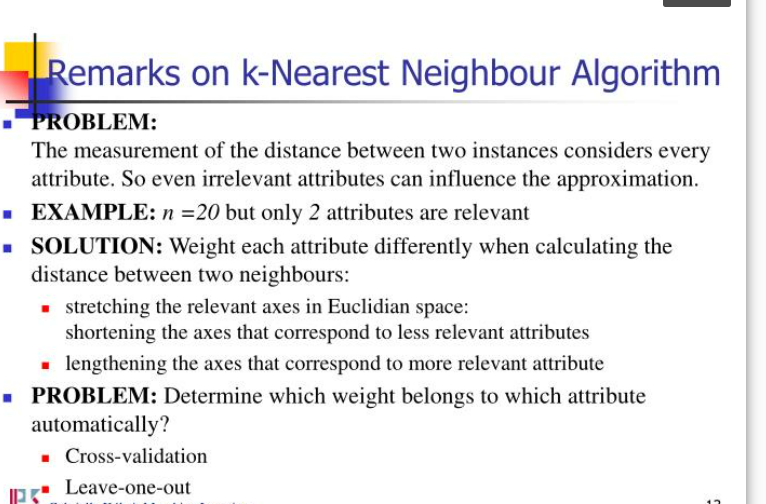 Remarks on k-Nearest Neighbour Algorithm
PROBLEM:
The measurement of the distance between two instances considers every
attribute. So even irrelevant attributes can influence the approximation.
EXAMPLE: n =20 but only 2 attributes are relevant
SOLUTION: Weight each attribute differently when calculating the
distance between two neighbours:
stretching the relevant axes in Euclidian space:
shortening the axes that correspond to less relevant attributes
lengthening the axes that correspond to more relevant attribute
PROBLEM: Determine which weight belongs to which attribute
automatically?
Cross-validation
Leave-one-out